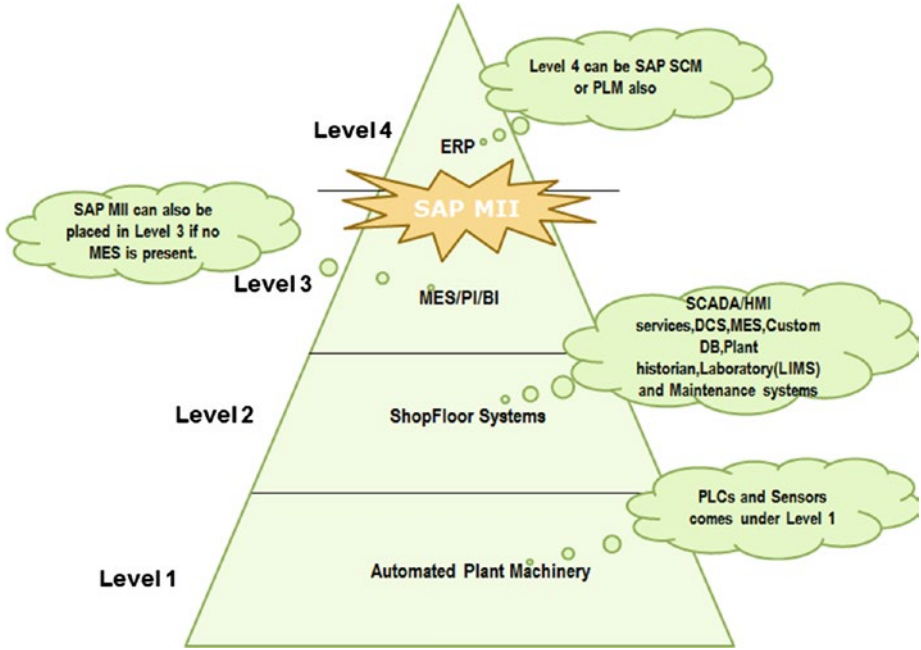 Level 4 can be SAP SCM
or PLM also
Level 4
ERP
SAP MII
SAP MII can also be
placed in Level 3 if no
MES is present.
Level 3
MES/PI/BI
SCADA/HMI
services,DCS,MES,Custom
DB,Plant
historian,Laboratory(LIMS)
and Maintenance systems
Level 2
ShopFloor Systems
PLCs and Sensors
comes under Level 1
Level 1
Automated Plant Machinery